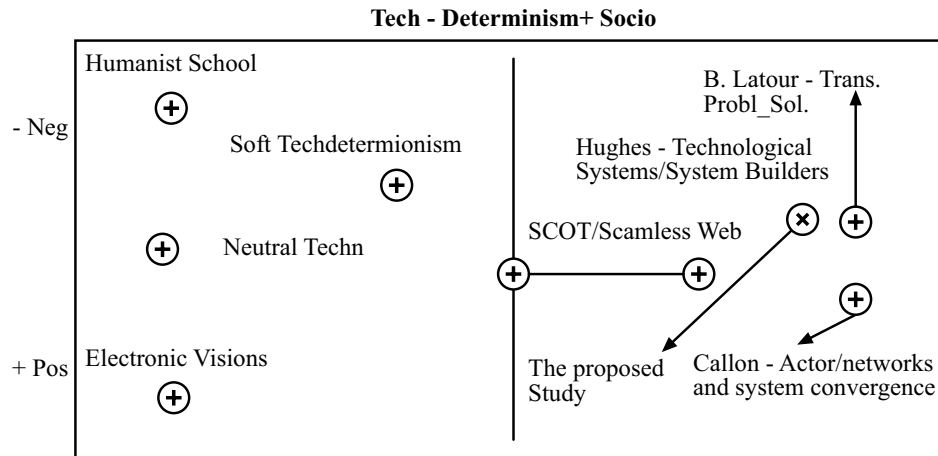 Tech - Determinism+ Socio
Humanist School
- Neg
Soft Techdetermionism
Neutral Techn
Electronic Visions
+ Pos
B. Latour - Trans.
Probl_Sol.
Hughes - Technological
Systems/System Builders
SCOT/Scamless Web
The proposed
Study
Callon - Actor/networks
and system convergence